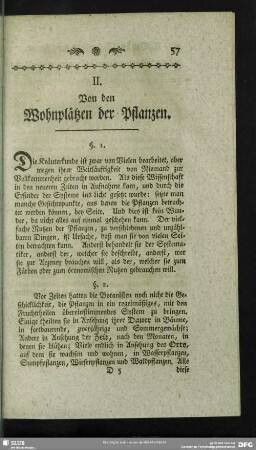 57
II.
Von den
Wohnplätzen der Pflanzen.
§. 1.
Die Kräuterkunde ist zwar von Vielen bearbeitet, aber
wegen ihrer Weitläuftigkeit von Niemand zur
Vollkommenheit gebracht worden. Als diese Wissenschaft
in den neueren Zeiten in Aufnahme kam, und durch die
Erfinder der Systeme ins Licht gesetzt wurde: setzte man
manche Gesichtspunkte, aus denen die Pflanzen betrach-
tet werden können, bey Seite. Und dies ist kein Wun-
der, da nicht alles auf einmal geschehen kann. Der viel-
fache Nutzen der Pflanzen, zu verschiedenen und unzähl-
baren Dingen, ist Ursache, daß man sie von vielen Sei-
ten betrachten kann. Anders behandelt sie der Systema-
tiker, anders der, welcher sie beschreibt, anders, wer
sie zur Arzney brauchen will, als der, welcher sie zum
Färben oder zum ökonomischen Nutzen gebrauchen will.
§. 2.
Vor Zeiten hatten die Botanisten noch nicht die Ge-
schicklichkeit, die Pflanzen in ein regelmäßiges, mit den
Fruchttheilen übereinstimmendes System zu bringen.
Einige theilten sie in Ansehung ihrer Dauer in Bäume,
in fortdauernde, zweyjährige und Sommergewächse;
Andere in Ansehung der Zeit, nach den Monaten, in
denen sie blühen; Viele endlich in Ansehung des Orts,
auf dem sie wachsen und wohnen, in Wasserpflanzen,
Sumpfpflanzen, Wiesenpflanzen und Waldpflanzen. Alle
D 5 diese